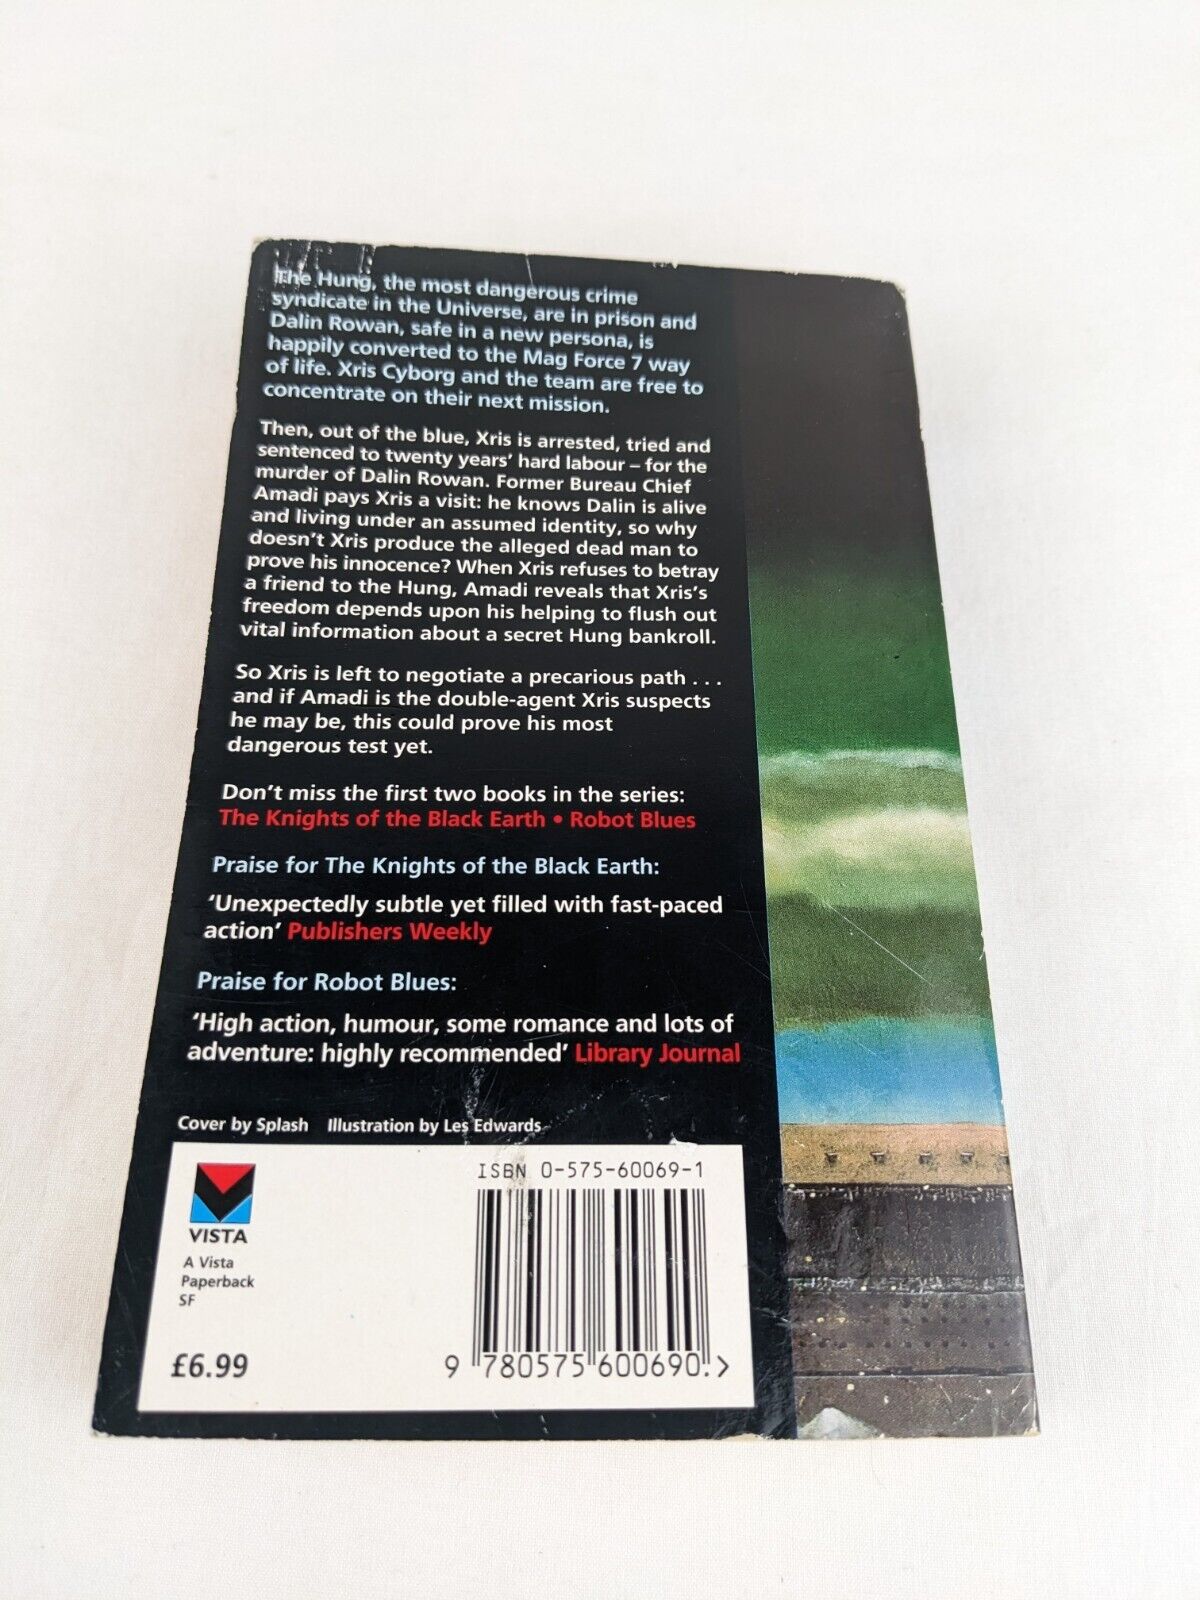 The Hung, the most dangerous crime
syndicate in the Universe, are in prison and
Dalin Rowan, safe in a new persona, is
happily converted to the Mag Force 7 way
of life. Xris Cyborg and the team are free to
concentrate on their next mission.
Then, out of the blue, Xris is arrested, tried and
sentenced to twenty years' hard labour – for the
murder of Dalin Rowan. Former Bureau Chief
Amadi pays Xris a visit: he knows Dalin is alive
and living under an assumed identity, so why
doesn't Xris produce the alleged dead man to
prove his innocence? When Xris refuses to betray
a friend to the Hung, Amadi reveals that Xris's
freedom depends upon his helping to flush out
vital information about a secret Hung bankroll.
So Xris is left to negotiate a precarious path . . .
and if Amadi is the double-agent Xris suspects
he may be, this could prove his most
dangerous test yet.
Don't miss the first two books in the series:
The Knights of the Black Earth • Robot Blues
Praise for The Knights of the Black Earth:
'Unexpectedly subtle yet filled with fast-paced
action' Publishers Weekly
Praise for Robot Blues:
'High action, humour, some romance and lots of
adventure: highly recommended' Library Journal
Cover by Splash Illustration by Les Edwards
ISBN 0-575-60069-1
VISTA
A Vista
Paperback
SF
£6.99
9 780575 600690 >